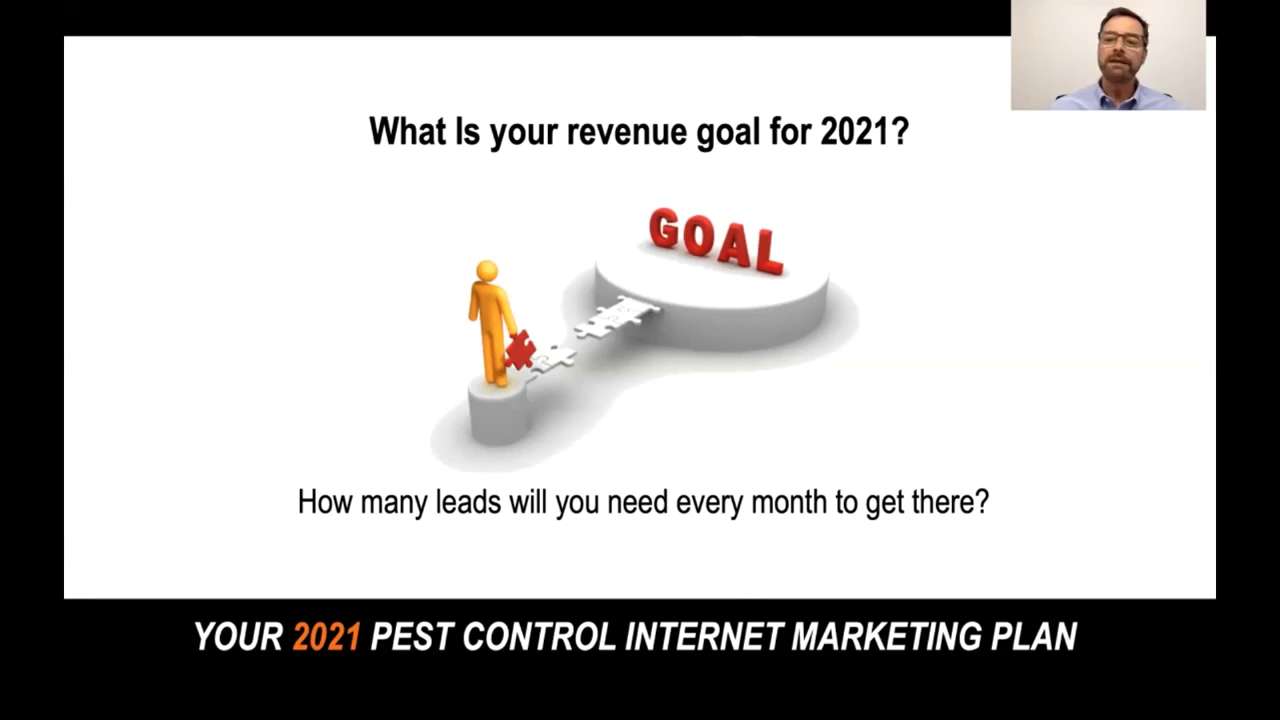 What Is your revenue goal for 2021?
GOAL
How many leads will you need every month to get there?
YOUR 2021 PEST CONTROL INTERNET MARKETING PLAN